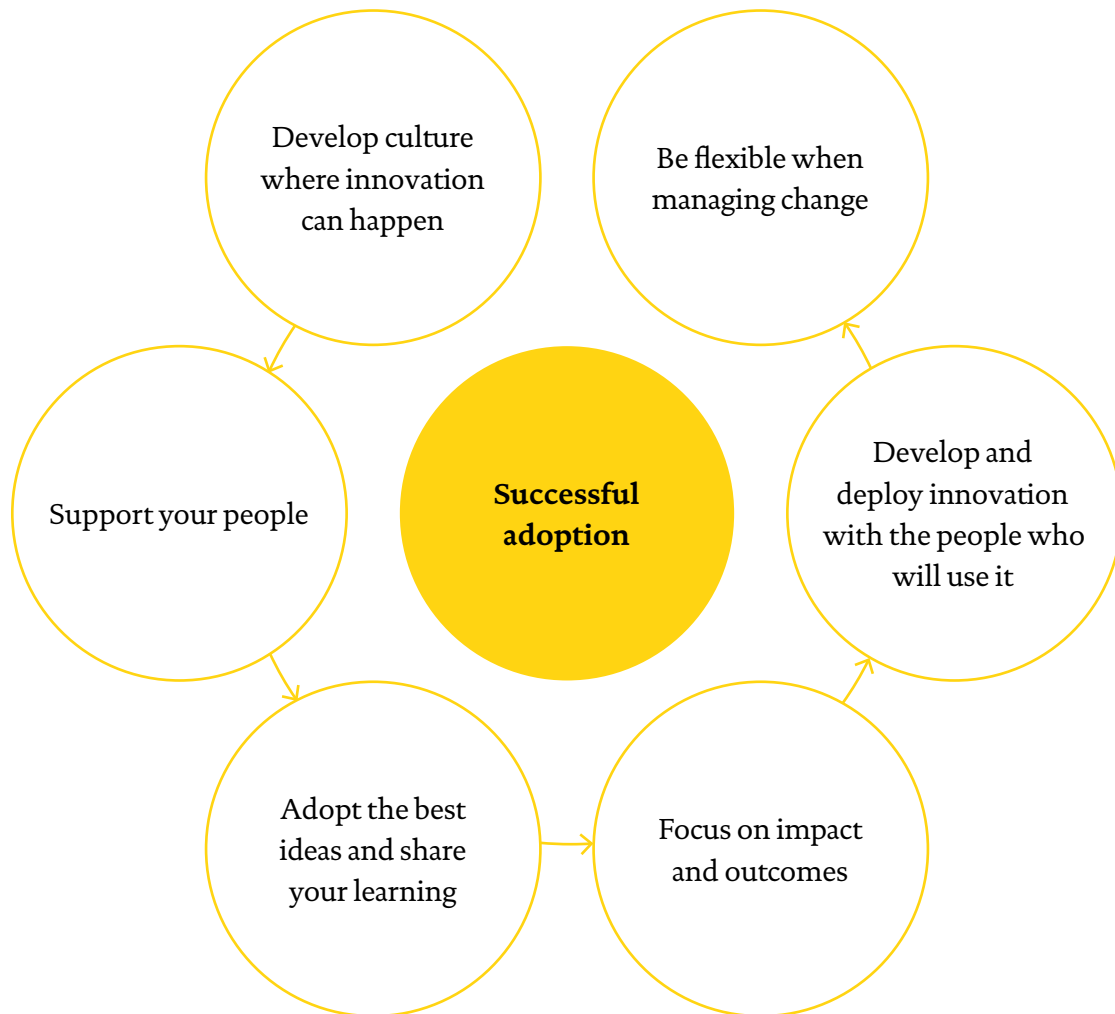 Develop culture
where innovation
can happen
Be flexible when
managing change
Support your people
Successful
adoption
Develop and
deploy innovation
with the people who
will use it
Adopt the best
ideas and share
your learning
Focus on impact
and outcomes